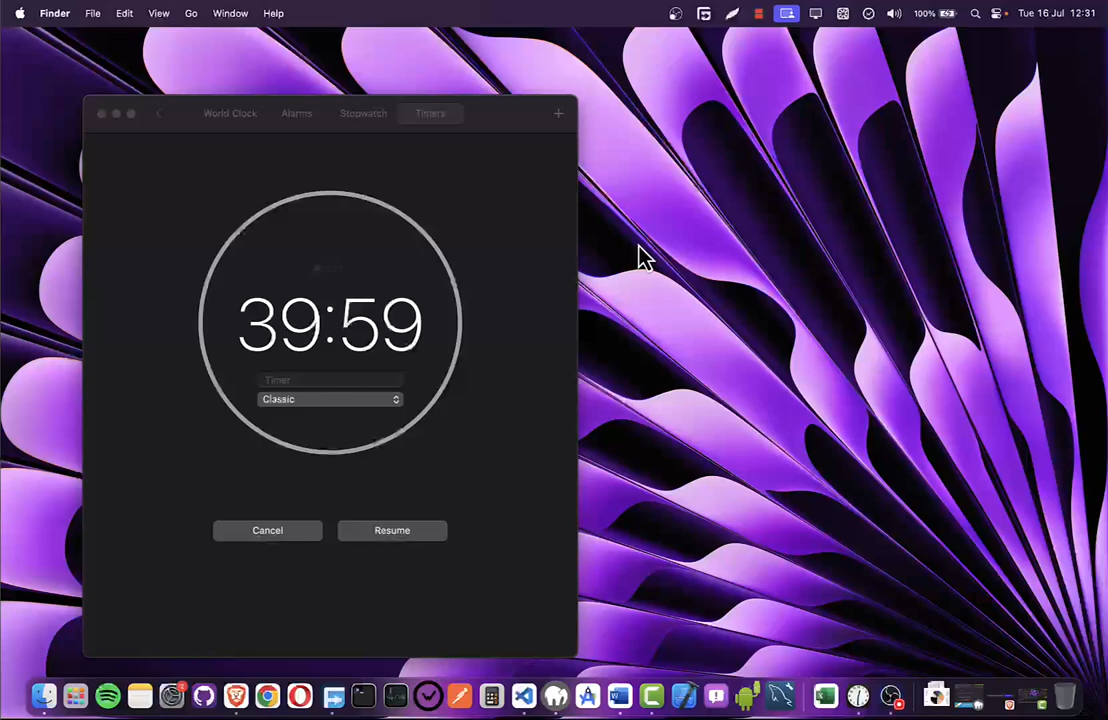 Finder File Edit View Go Window Help 100% Tue 16 Jul 12:31
World Clock Alarms Stopwatch Timers
39:59
Timer
Classic
Cancel Resume